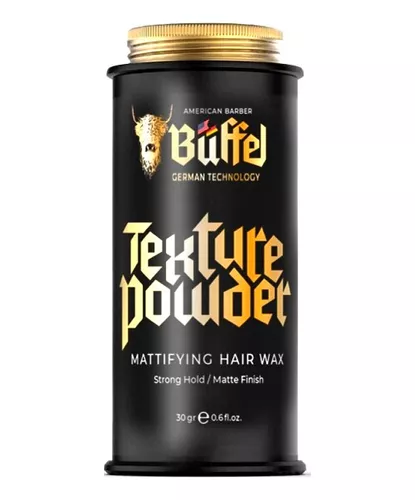 AMERICAN BARBER
Büffel
GERMAN TECHNOLOGY
Texture
powder
MATTIFYING HAIR WAX
Strong Hold / Matte Finish
30 gr ℮ 0.6 fl.oz.